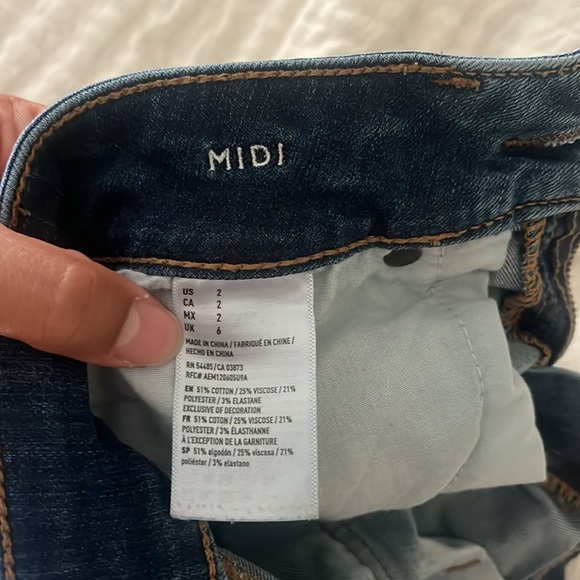 MIDI
US 2
CA 2
MX 2
UK 6
MADE IN CHINA / FABRIQUÉ EN CHINE /
HECHO EN CHINA
RN 54485/CA 03873
RFC# AEM120605U9A
EN 51% COTTON / 25% VISCOSE / 21%
POLYESTER / 3% ELASTANE
EXCLUSIVE OF DECORATION
FR 51% COTON / 25% VISCOSE / 21%
POLYESTER / 3% ÉLASTHANNE
À L'EXCEPTION DE LA GARNITURE
SP 51% algodón / 25% viscosa / 21%
poliéster / 3% elastano